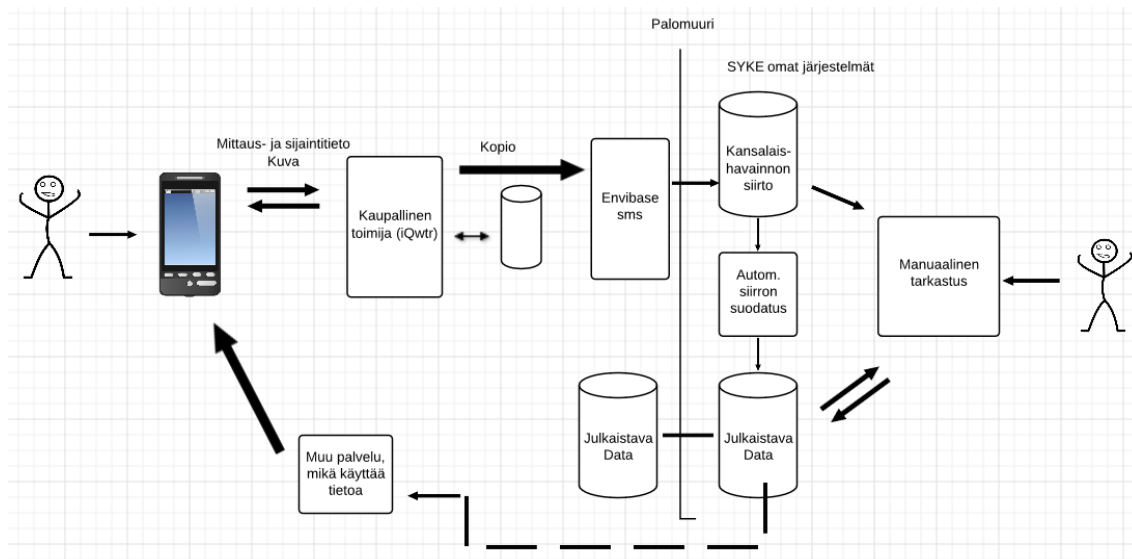 Palomuuri
SYKE omat järjestelmät
Mittaus- ja sijaintitieto
Kuva
Kaupallinen
toimija (iQwtr)
Kopio
Envibase
sms
Kansalais-
havainnon
siirto
Autom.
siirron
suodatus
Manuaalinen
tarkastus
Julkaistava
Data
Julkaistava
Data
Muu palvelu,
mikä käyttää
tietoa